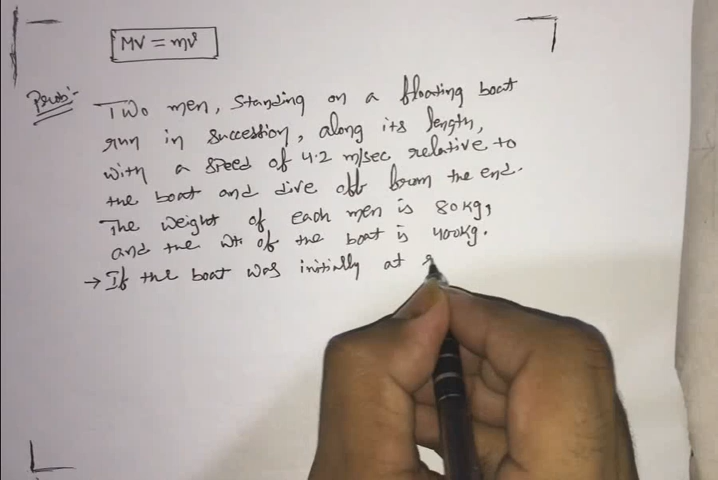 MV = mv
Prob:-
Two men, standing on a floating boat
run in succession, along its length,
with a speed of 4.2 m/sec relative to
the boat and dive off from the end.
The weight of each men is 80 kg,
and the wt of the boat is 400kg.
→ If the boat was initially at